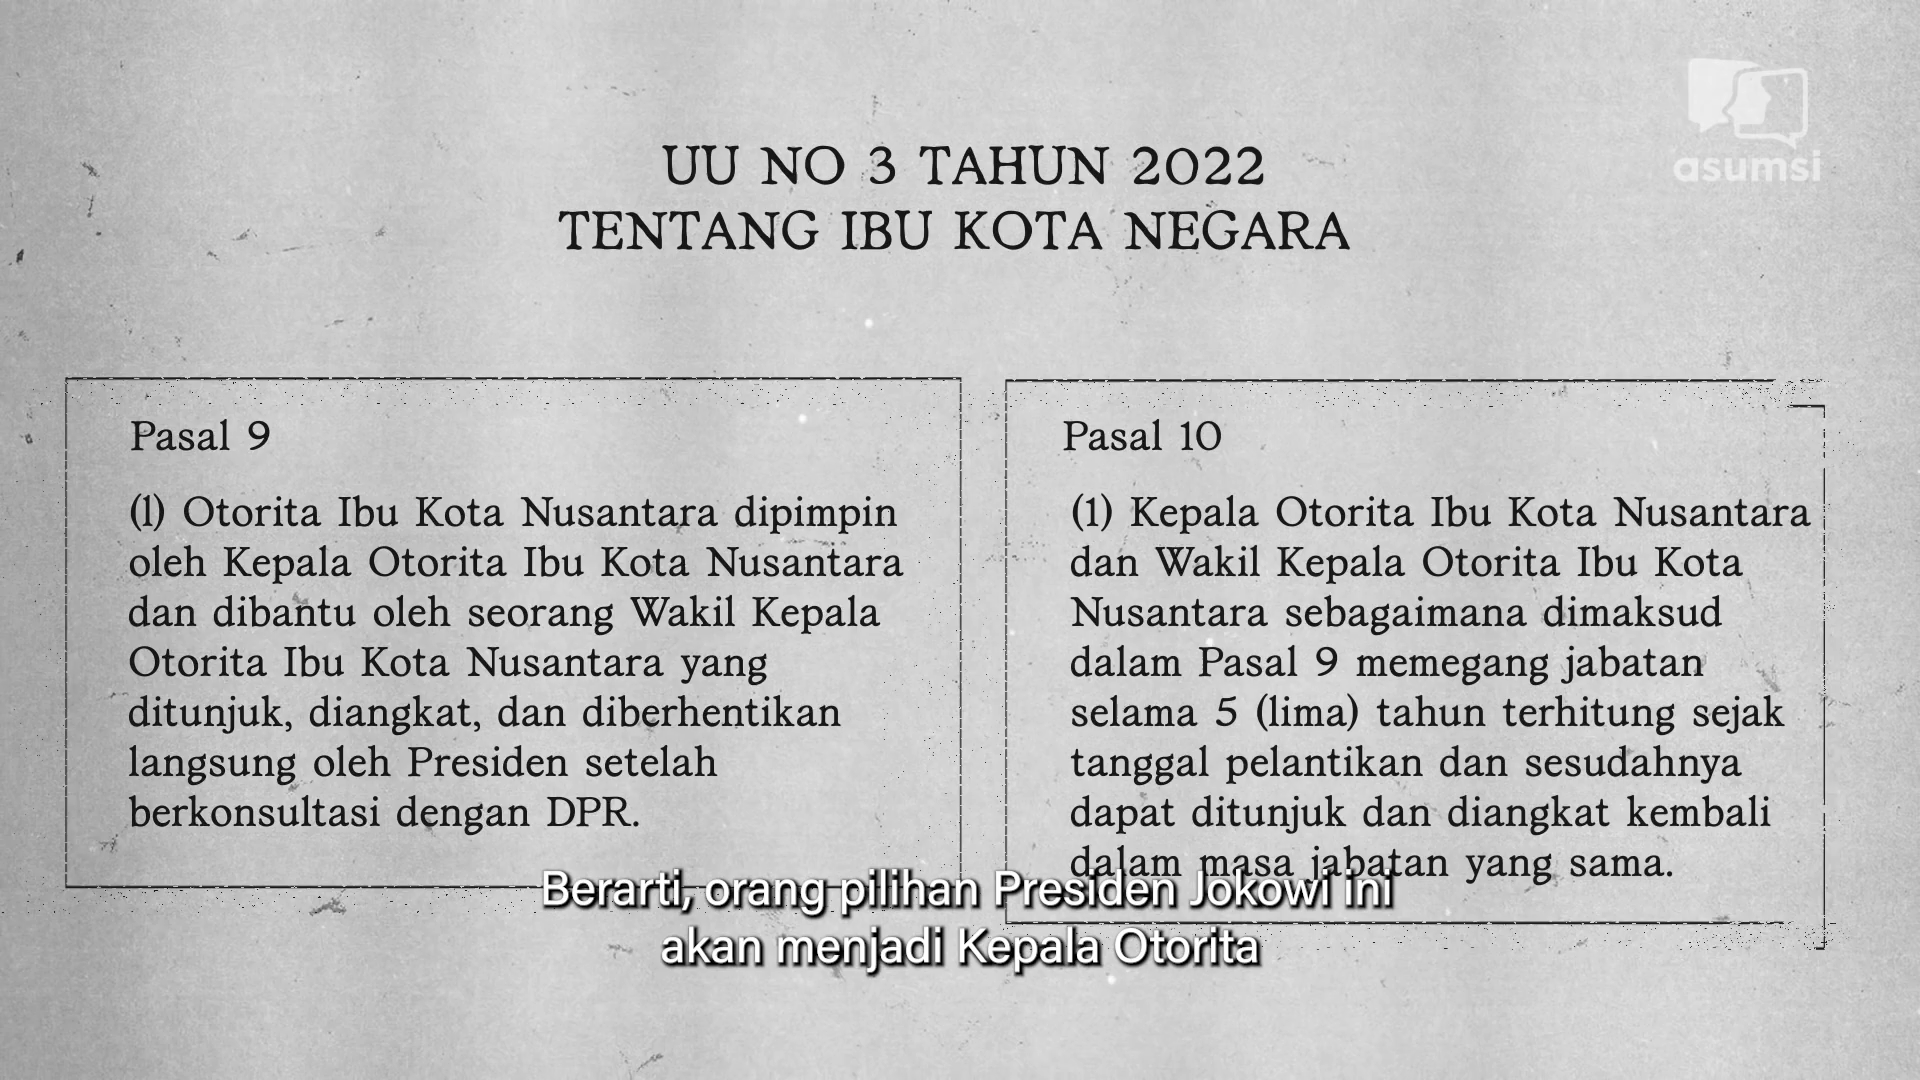 asumsi
UU NO 3 TAHUN 2022
TENTANG IBU KOTA NEGARA
Pasal 9
(l) Otorita Ibu Kota Nusantara dipimpin
oleh Kepala Otorita Ibu Kota Nusantara
dan dibantu oleh seorang Wakil Kepala
Otorita Ibu Kota Nusantara yang
ditunjuk, diangkat, dan diberhentikan
langsung oleh Presiden setelah
berkonsultasi dengan DPR.
Pasal 10
(1) Kepala Otorita Ibu Kota Nusantara
dan Wakil Kepala Otorita Ibu Kota
Nusantara sebagaimana dimaksud
dalam Pasal 9 memegang jabatan
selama 5 (lima) tahun terhitung sejak
tanggal pelantikan dan sesudahnya
dapat ditunjuk dan diangkat kembali
dalam masa jabatan yang sama.
Berarti, orang pilihan Presiden Jokowi ini
akan menjadi Kepala Otorita